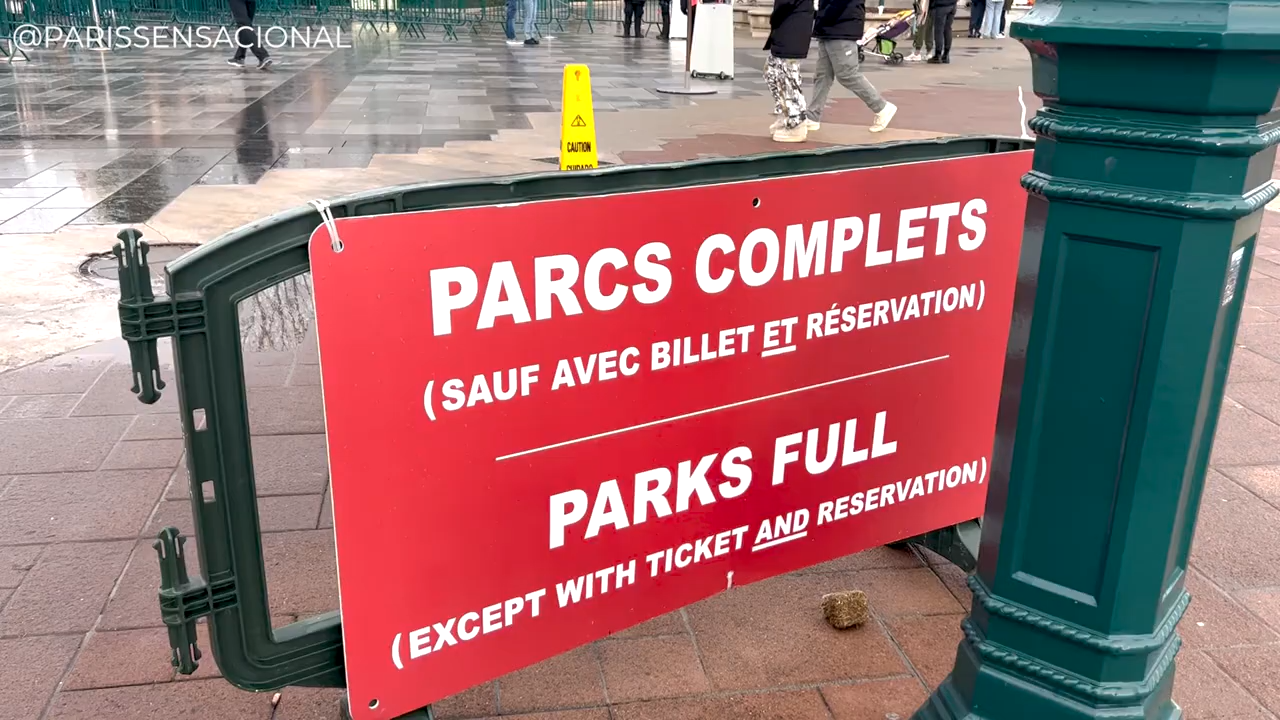 @PARISSENSACIONAL
CAUTION
PARCS COMPLETS
(SAUF AVEC BILLET ET RÉSERVATION)
PARKS FULL
(EXCEPT WITH TICKET AND RESERVATION)